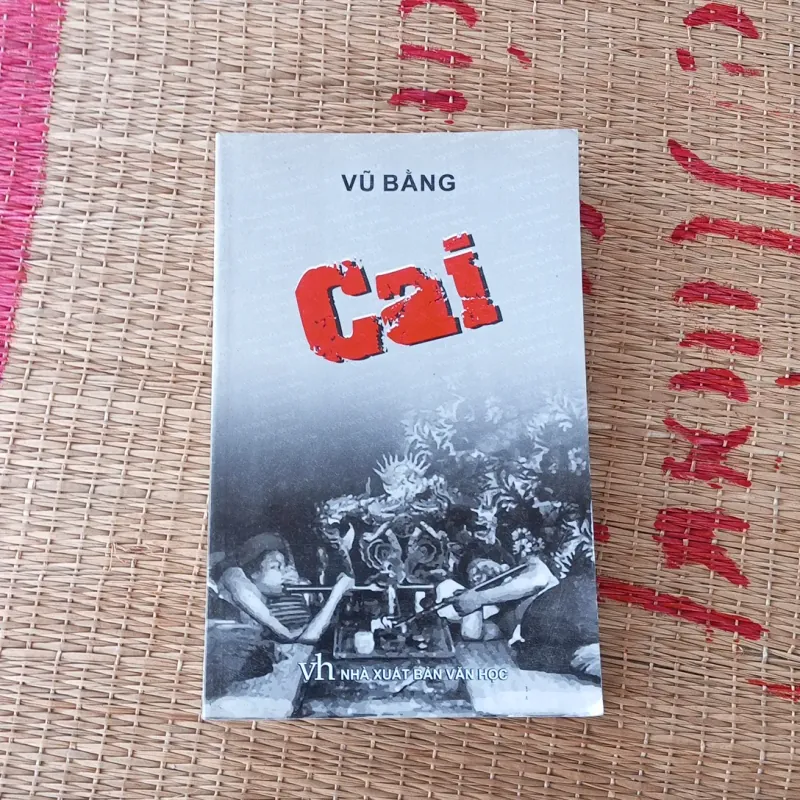 VŨ BẰNG
Cai
vh NHÀ XUẤT BẢN VĂN HỌC